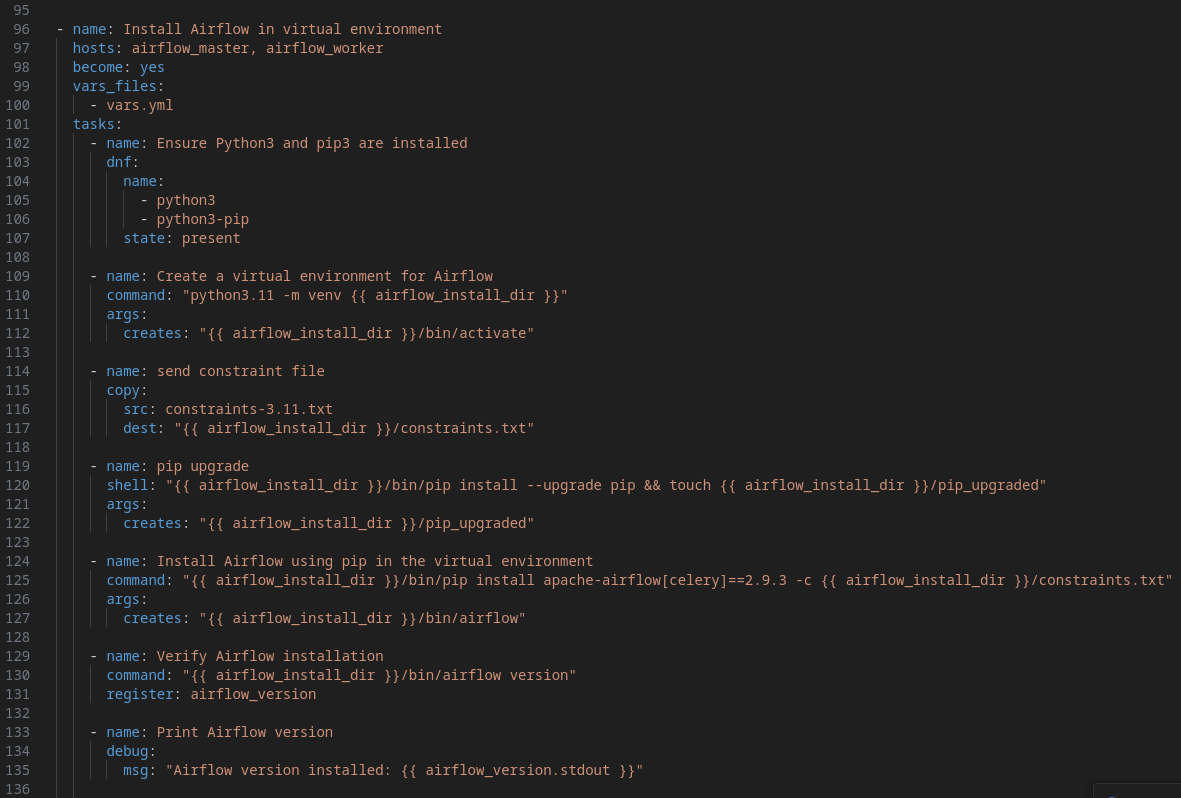 95
96 - name: Install Airflow in virtual environment
97 hosts: airflow_master, airflow_worker
98 become: yes
99 vars_files:
100 - vars.yml
101 tasks:
102 - name: Ensure Python3 and pip3 are installed
103 dnf:
104 name:
105 - python3
106 - python3-pip
107 state: present
108
109 - name: Create a virtual environment for Airflow
110 command: "python3.11 -m venv {{ airflow_install_dir }}"
111 args:
112 creates: "{{ airflow_install_dir }}/bin/activate"
113
114 - name: send constraint file
115 copy:
116 src: constraints-3.11.txt
117 dest: "{{ airflow_install_dir }}/constraints.txt"
118
119 - name: pip upgrade
120 shell: "{{ airflow_install_dir }}/bin/pip install --upgrade pip && touch {{ airflow_install_dir }}/pip_upgraded"
121 args:
122 creates: "{{ airflow_install_dir }}/pip_upgraded"
123
124 - name: Install Airflow using pip in the virtual environment
125 command: "{{ airflow_install_dir }}/bin/pip install apache-airflow[celery]==2.9.3 -c {{ airflow_install_dir }}/constraints.txt"
126 args:
127 creates: "{{ airflow_install_dir }}/bin/airflow"
128
129 - name: Verify Airflow installation
130 command: "{{ airflow_install_dir }}/bin/airflow version"
131 register: airflow_version
132
133 - name: Print Airflow version
134 debug:
135 msg: "Airflow version installed: {{ airflow_version.stdout }}"
136